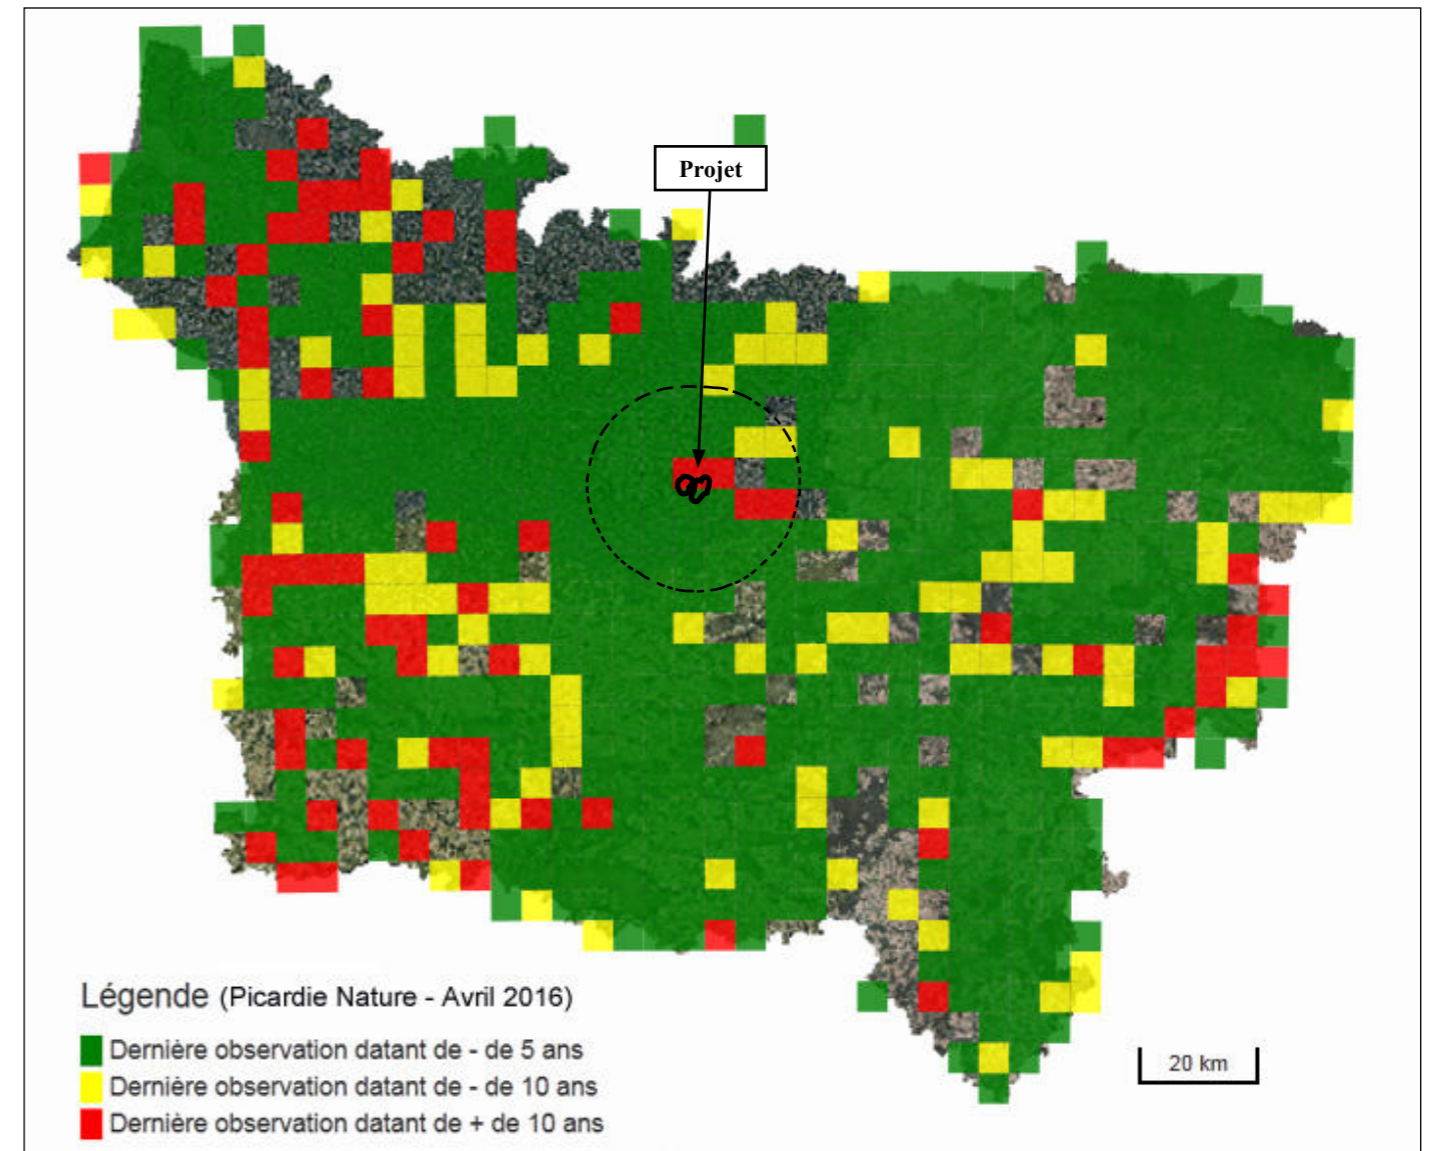 Projet
Légende (Picardie Nature - Avril 2016)
Dernière observation datant de - de 5 ans
Dernière observation datant de - de 10 ans
Dernière observation datant de + de 10 ans
20 km